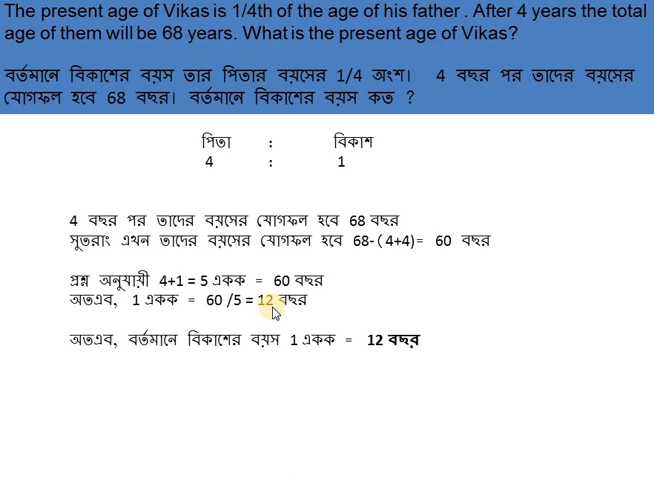 The present age of Vikas is 1/4th of the age of his father . After 4 years the total
age of them will be 68 years. What is the present age of Vikas?
বর্তমানে বিকাশের বয়স তার পিতার বয়সের 1/4 অংশ। 4 বছর পর তাদের বয়সের
যোগফল হবে 68 বছর। বর্তমানে বিকাশের বয়স কত ?
পিতা : বিকাশ
4 : 1
4 বছর পর তাদের বয়সের যোগফল হবে 68 বছর
সুতরাং এখন তাদের বয়সের যোগফল হবে 68-( 4+4)= 60 বছর
প্রশ্ন অনুযায়ী 4+1 = 5 একক = 60 বছর
অতএব, 1 একক = 60 /5 = 12 বছর
অতএব, বর্তমানে বিকাশের বয়স 1 একক = 12 বছর